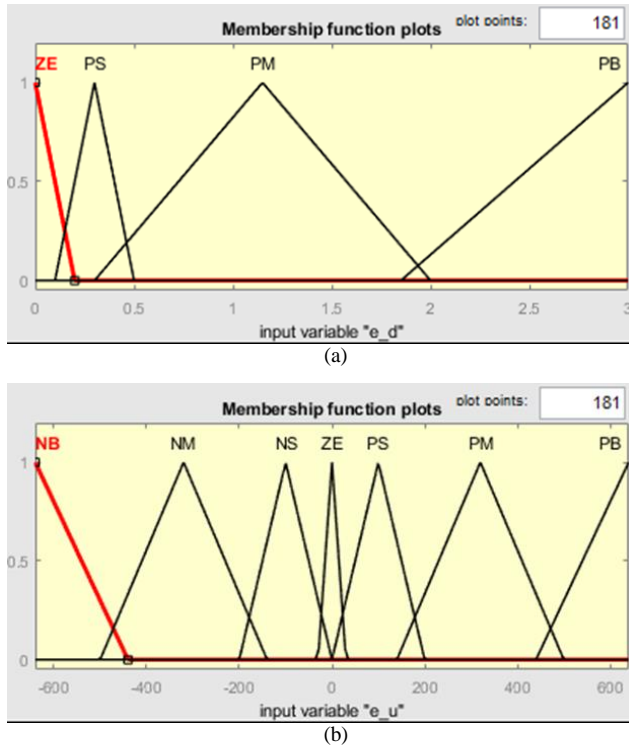 Membership function plots plot points: 181
ZE PS PM PB
1
0.5
0
0 0.5 1 1.5 2 2.5 3
input variable "e_d"
(a)
Membership function plots plot points: 181
NB NM NS ZE PS PM PB
1
0.5
0
-600 -400 -200 0 200 400 600
input variable "e_u"
(b)